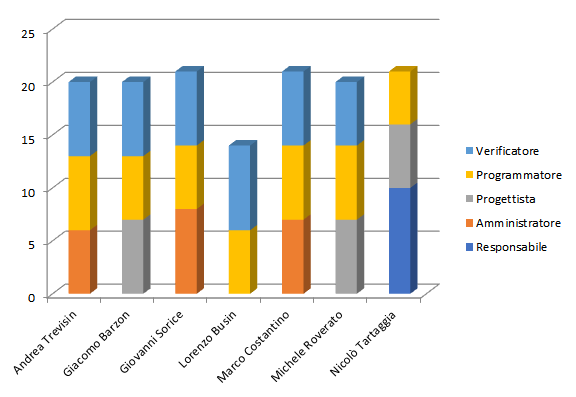 25
20
15
10
5
0
Andrea Trevisin
Giacomo Barzon
Giovanni Sorice
Lorenzo Busin
Marco Costantino
Michele Roverato
Nicolò Tartaggia
Verificatore
Programmatore
Progettista
Amministratore
Responsabile